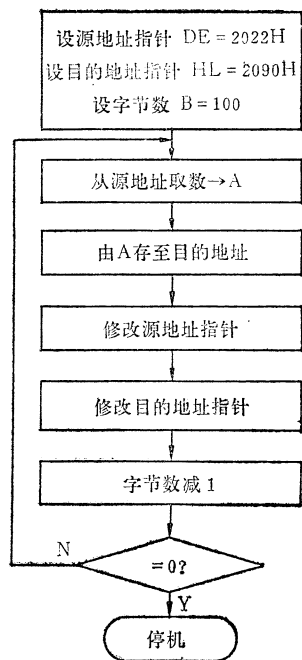 设源地址指针 DE=2022H
设目的地址指针 HL=2090H
设字节数 B=100
从源地址取数→A
由A存至目的地址
修改源地址指针
修改目的地址指针
字节数减1
N
=0?
Y
停机